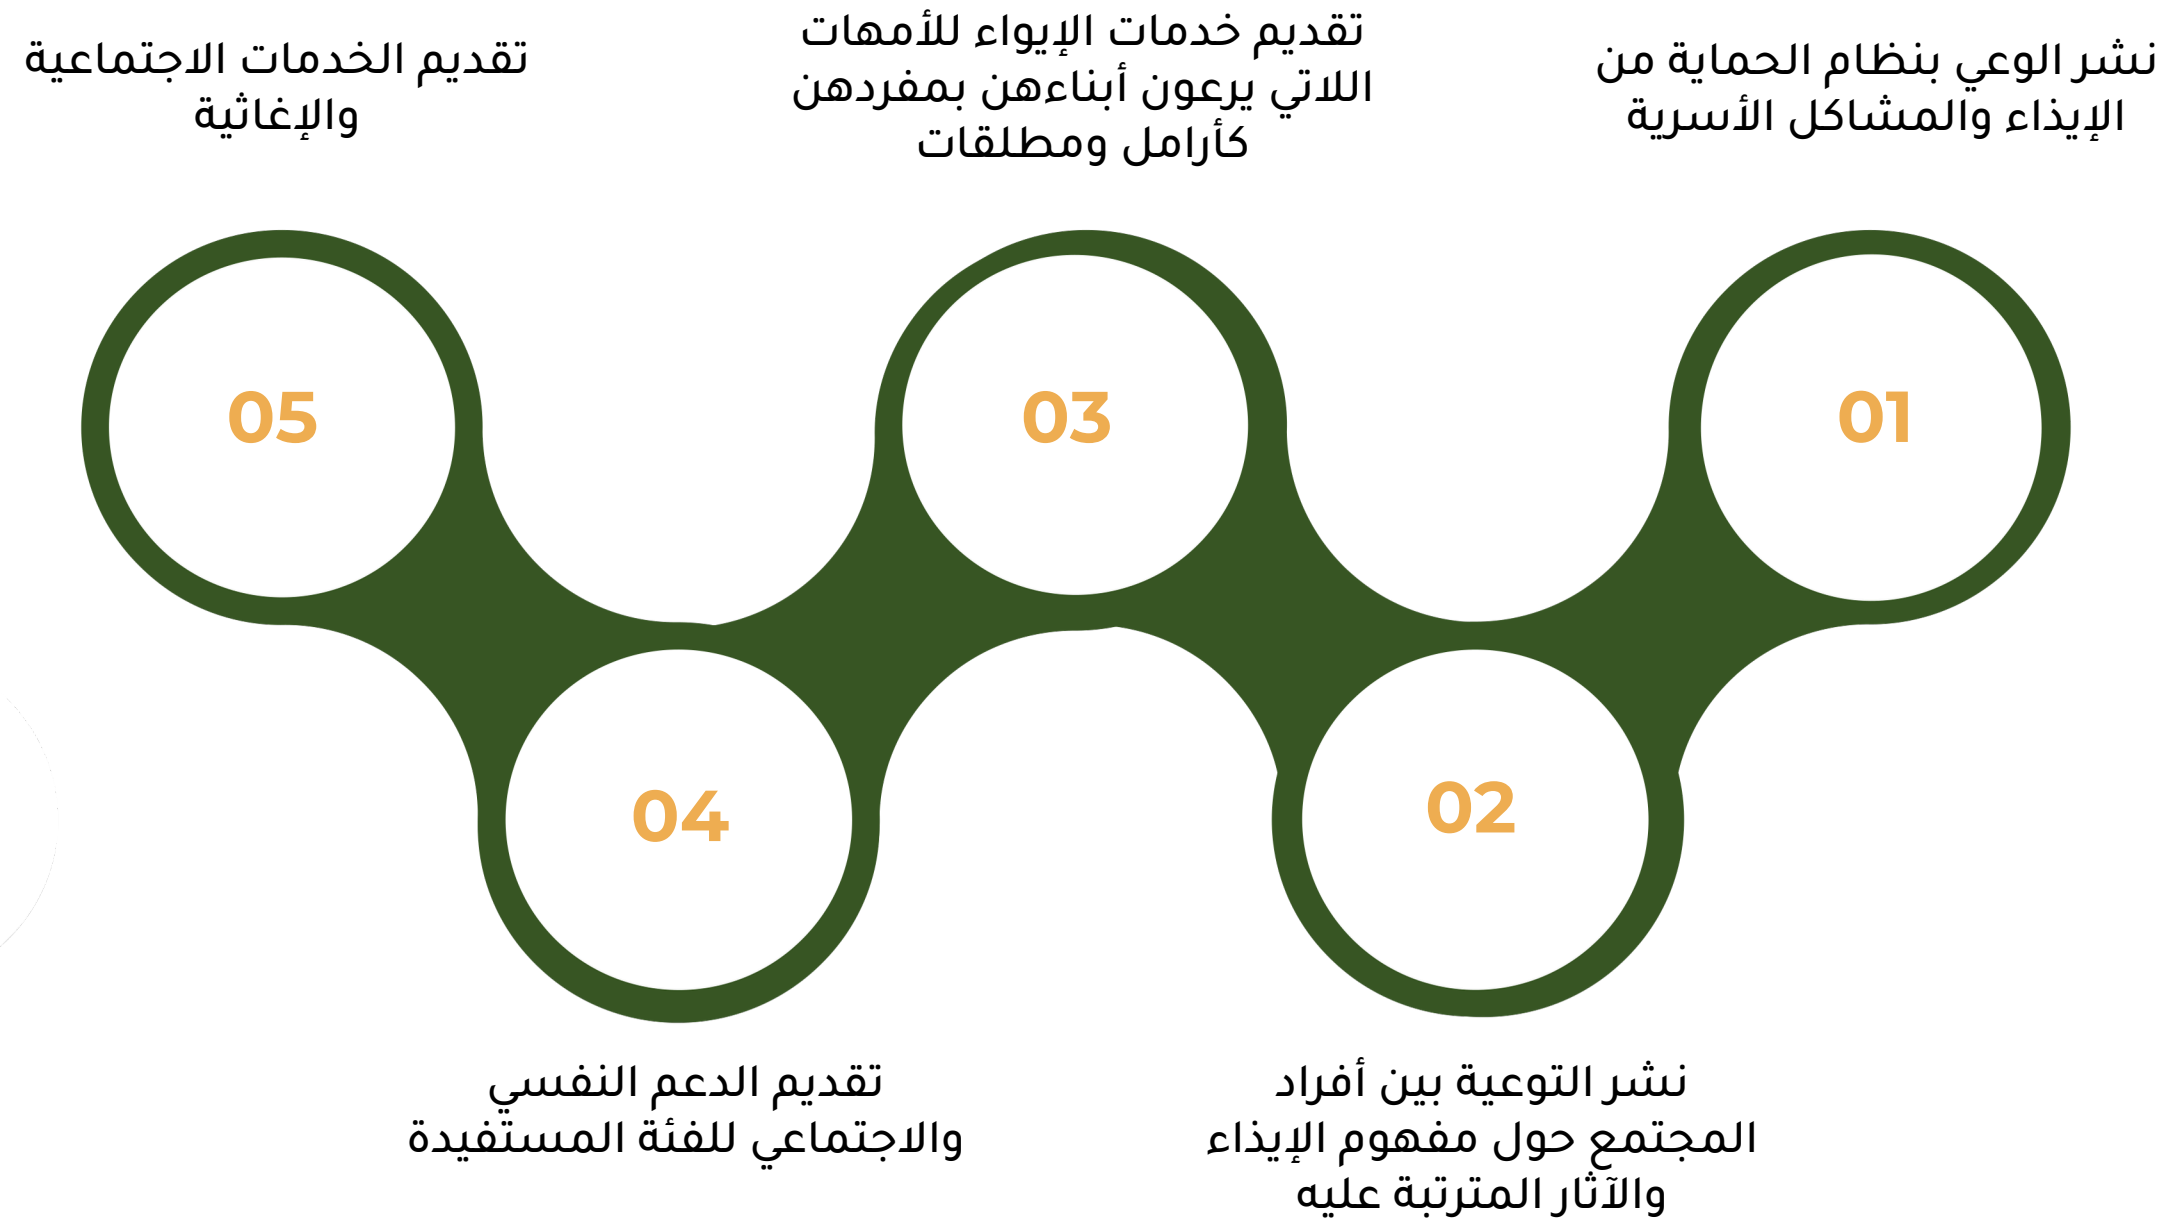 نشر الوعي بنظام الحماية من
الإيذاء والمشاكل الأسرية
01
نشر التوعية بين أفراد
المجتمع حول مفهوم الإيذاء
والآثار المترتبة عليه
02
تقديم خدمات الإيواء للأمهات
اللاتي يرعون أبناءهن بمفردهن
كأرامل ومطلقات
03
تقديم الدعم النفسي
والاجتماعي للفئة المستفيدة
04
تقديم الخدمات الاجتماعية
والإغاثية
05